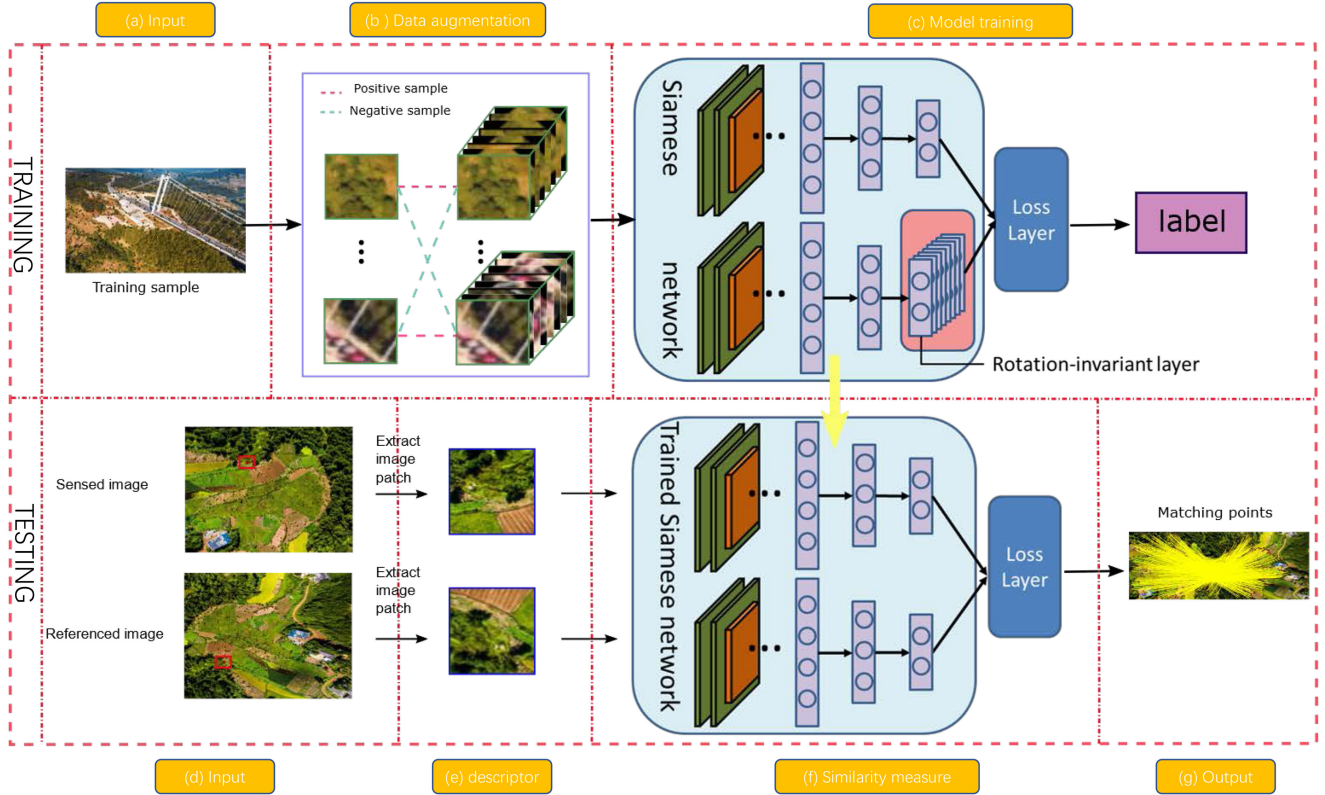 (a) Input
(b ) Data augmentation
(c) Model training
TRAINING
Training sample
Positive sample
Negative sample
Siamese
network
Loss
Layer
label
Rotation-invariant layer
TESTING
Sensed image
Extract
image
patch
Referenced image
Extract
image
patch
Trained Siamese network
Loss
Layer
Matching points
(d) Input
(e) descriptor
(f) Similarity measure
(g) Output